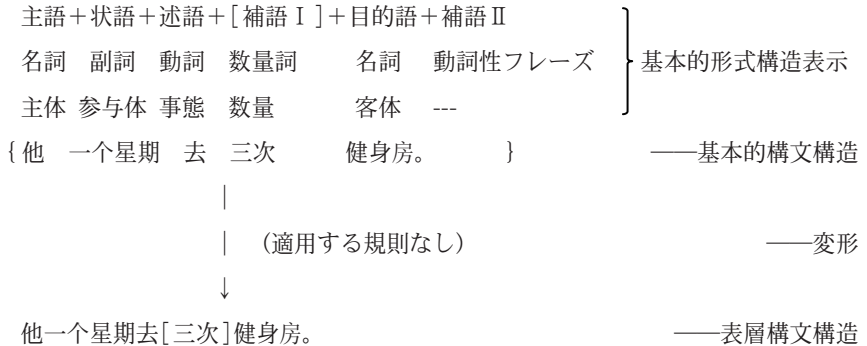 主語＋状語＋述語＋[補語Ⅰ]＋目的語＋補語Ⅱ
名詞　副詞　動詞　数量詞　　名詞　動詞性フレーズ　基本的形式構造表示
主体　参与体　事態　数量　　客体　---
{他　一个星期　去　三次　　健身房。　　}　　——基本的構文構造
｜
｜　（適用する規則なし）　　——変形
↓
他一个星期去[三次]健身房。　　——表層構文構造